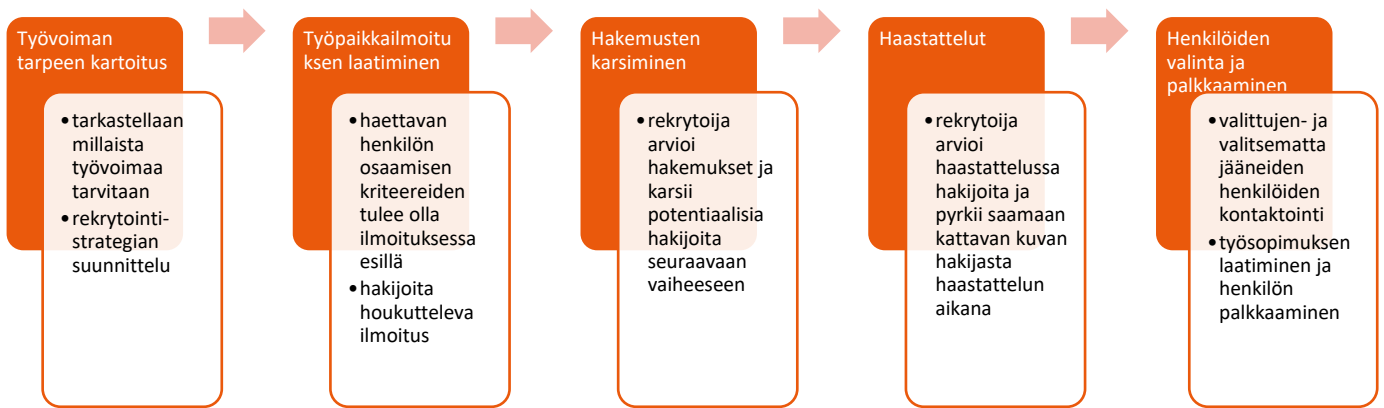 Työvoiman
tarpeen kartoitus
•tarkastellaan
millaista
työvoimaa
tarvitaan
•rekrytointi-
strategian
suunnittelu
Työpaikkailmoitu
ksen laatiminen
•haettavan
henkilön
osaamisen
kriteereiden
tulee olla
ilmoituksessa
esillä
•hakijoita
houkutteleva
ilmoitus
Hakemusten
karsiminen
•rekrytoija
arvioi
hakemukset ja
karsii
potentiaalisia
hakijoita
seuraavaan
vaiheeseen
Haastattelut
•rekrytoija
arvioi
haastattelussa
hakijoita ja
pyrkii saamaan
kattavan kuvan
hakijasta
haastattelun
aikana
Henkilöiden
valinta ja
palkkaaminen
•valittujen- ja
valitsematta
jääneiden
henkilöiden
kontaktointi
•työsopimuksen
laatiminen ja
henkilön
palkkaaminen